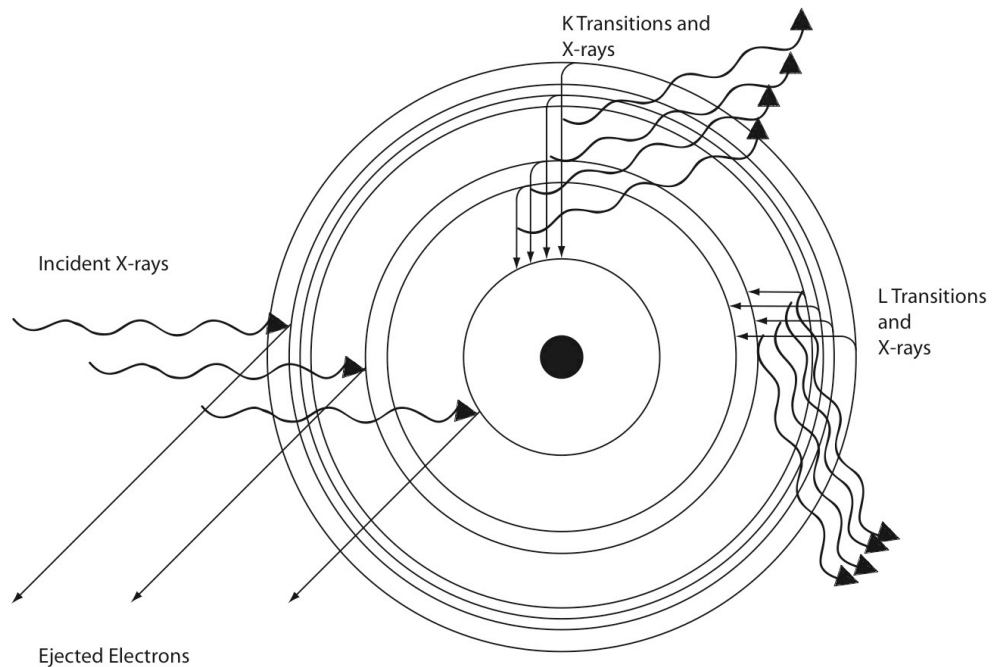 K Transitions and
X-rays
Incident X-rays
L Transitions
and
X-rays
Ejected Electrons